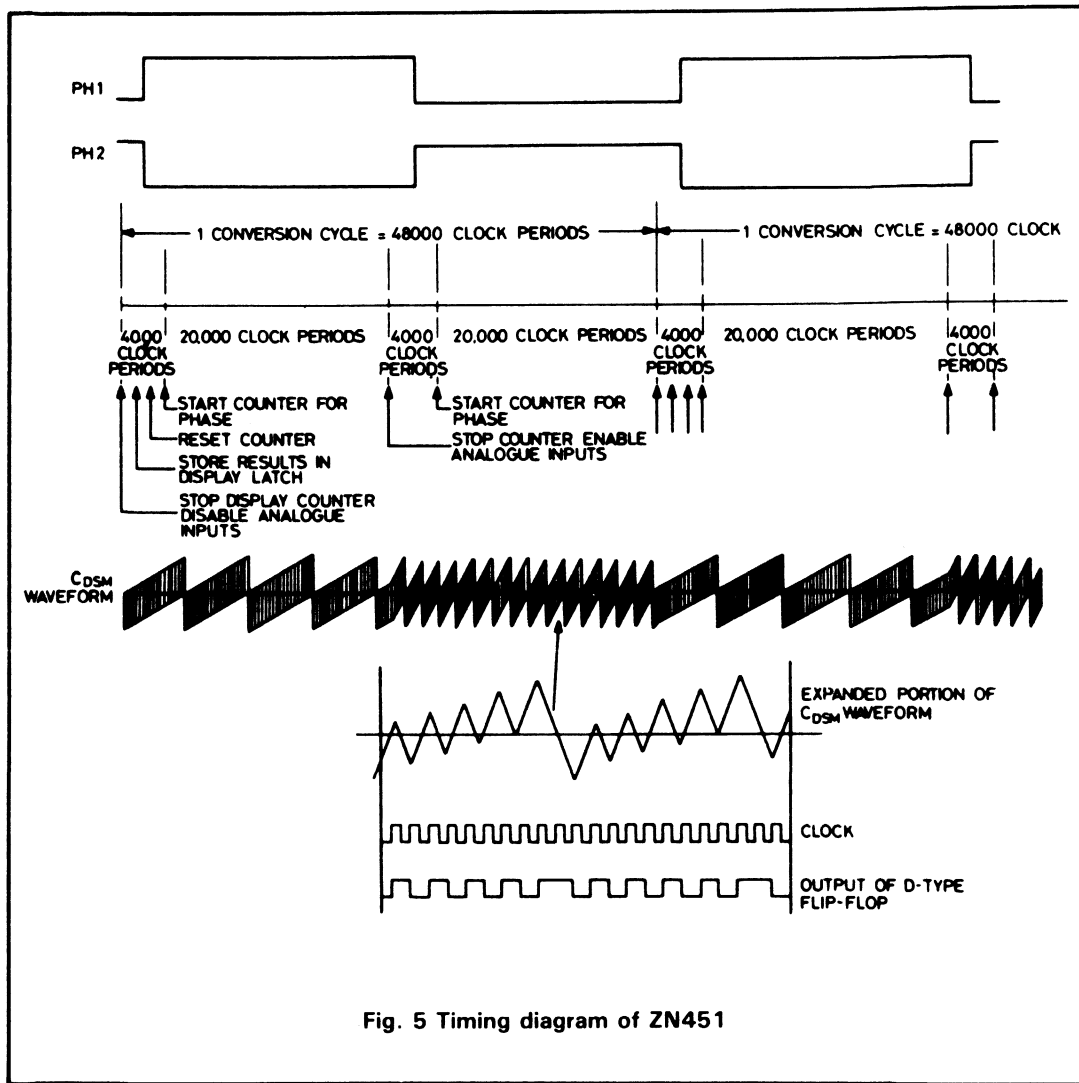 PH1
PH2
1 CONVERSION CYCLE = 48000 CLOCK PERIODS
1 CONVERSION CYCLE = 48000 CLOCK
4000
CLOCK
PERIODS
20,000 CLOCK PERIODS
4000
CLOCK
PERIODS
20,000 CLOCK PERIODS
4000
CLOCK
PERIODS
20,000 CLOCK PERIODS
4000
CLOCK
PERIODS
START COUNTER FOR
PHASE
RESET COUNTER
STORE RESULTS IN
DISPLAY LATCH
STOP DISPLAY COUNTER
DISABLE ANALOGUE
INPUTS
START COUNTER FOR
PHASE
STOP COUNTER ENABLE
ANALOGUE INPUTS
CDSM
WAVEFORM
EXPANDED PORTION OF
CDSM WAVEFORM
CLOCK
OUTPUT OF D-TYPE
FLIP-FLOP
Fig. 5 Timing diagram of ZN451